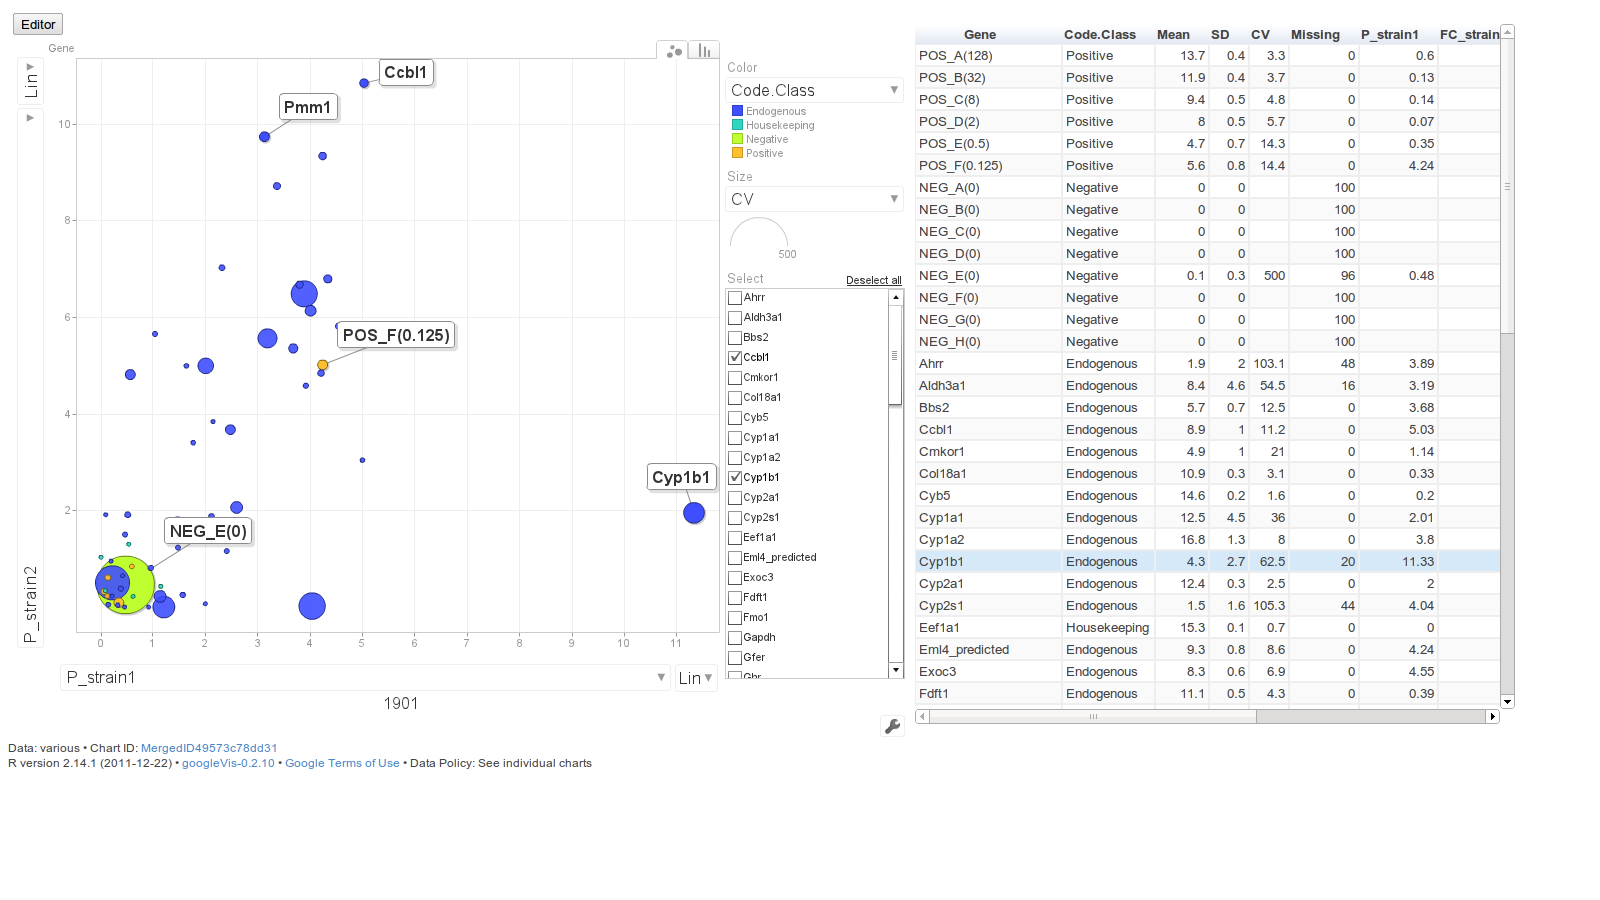 Editor
Gene
Lin
P_strain2
10
8
6
4
2
0 1 2 3 4 5 6 7 8 9 10 11
Ccbl1
Pmm1
POS_F(0.125)
Cyp1b1
NEG_E(0)
P_strain1
Lin
1901
Color
Code.Class
Endogenous
Housekeeping
Negative
Positive
Size
CV
500
Select Deselect all
Ahrr
Aldh3a1
Bbs2
Ccbl1
Cmkor1
Col18a1
Cyb5
Cyp1a1
Cyp1a2
Cyp1b1
Cyp2a1
Cyp2s1
Eef1a1
Eml4_predicted
Exoc3
Fdft1
Fmo1
Gapdh
Gfer
Ghr
Gene Code.Class Mean SD CV Missing P_strain1 FC_strain
POS_A(128) Positive 13.7 0.4 3.3 0 0.6
POS_B(32) Positive 11.9 0.4 3.7 0 0.13
POS_C(8) Positive 9.4 0.5 4.8 0 0.14
POS_D(2) Positive 8 0.5 5.7 0 0.07
POS_E(0.5) Positive 4.7 0.7 14.3 0 0.35
POS_F(0.125) Positive 5.6 0.8 14.4 0 4.24
NEG_A(0) Negative 0 0 100
NEG_B(0) Negative 0 0 100
NEG_C(0) Negative 0 0 100
NEG_D(0) Negative 0 0 100
NEG_E(0) Negative 0.1 0.3 500 96 0.48
NEG_F(0) Negative 0 0 100
NEG_G(0) Negative 0 0 100
NEG_H(0) Negative 0 0 100
Ahrr Endogenous 1.9 2 103.1 48 3.89
Aldh3a1 Endogenous 8.4 4.6 54.5 16 3.19
Bbs2 Endogenous 5.7 0.7 12.5 0 3.68
Ccbl1 Endogenous 8.9 1 11.2 0 5.03
Cmkor1 Endogenous 4.9 1 21 0 1.14
Col18a1 Endogenous 10.9 0.3 3.1 0 0.33
Cyb5 Endogenous 14.6 0.2 1.6 0 0.2
Cyp1a1 Endogenous 12.5 4.5 36 0 2.01
Cyp1a2 Endogenous 16.8 1.3 8 0 3.8
Cyp1b1 Endogenous 4.3 2.7 62.5 20 11.33
Cyp2a1 Endogenous 12.4 0.3 2.5 0 2
Cyp2s1 Endogenous 1.5 1.6 105.3 44 4.04
Eef1a1 Housekeeping 15.3 0.1 0.7 0 0
Eml4_predicted Endogenous 9.3 0.8 8.6 0 4.24
Exoc3 Endogenous 8.3 0.6 6.9 0 4.55
Fdft1 Endogenous 11.1 0.5 4.3 0 0.39
Data: various • Chart ID: MergedID49573c78dd31
R version 2.14.1 (2011-12-22) • googleVis-0.2.10 • Google Terms of Use • Data Policy: See individual charts